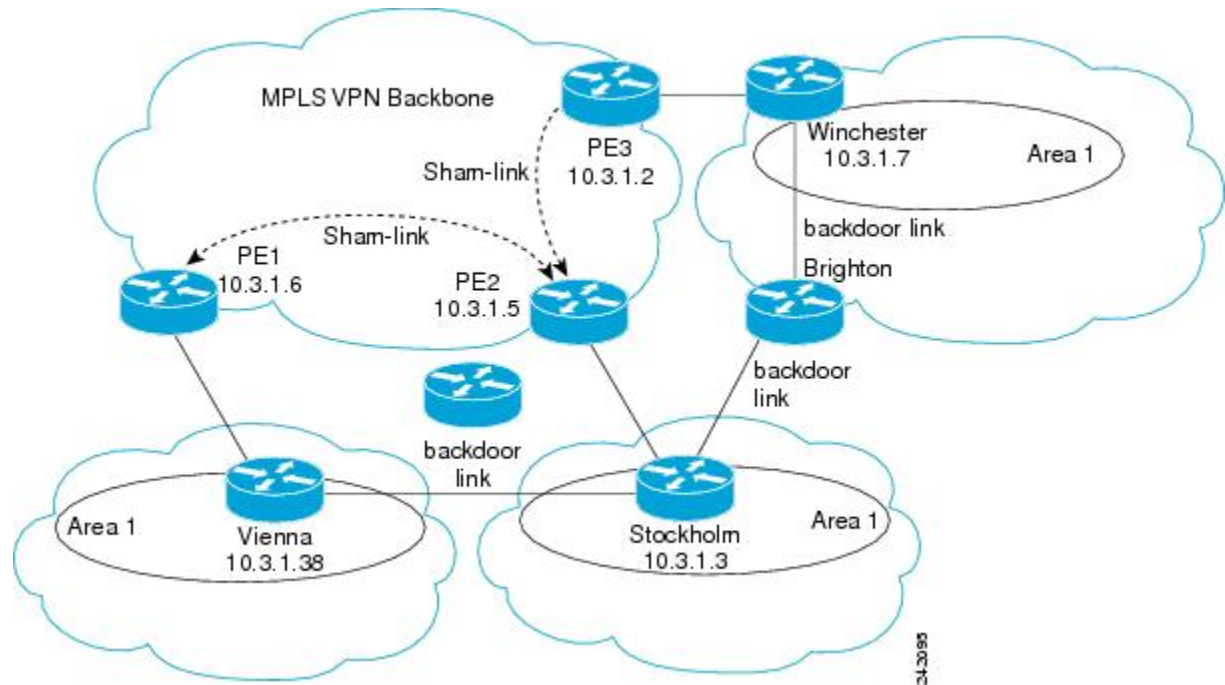 MPLS VPN Backbone
PE3
10.3.1.2
Winchester
10.3.1.7
Area 1
Sham-link
Sham-link
backdoor link
Brighton
PE1
10.3.1.6
PE2
10.3.1.5
backdoor
link
backdoor
link
Area 1
Vienna
10.3.1.38
Stockholm
10.3.1.3
Area 1
243095